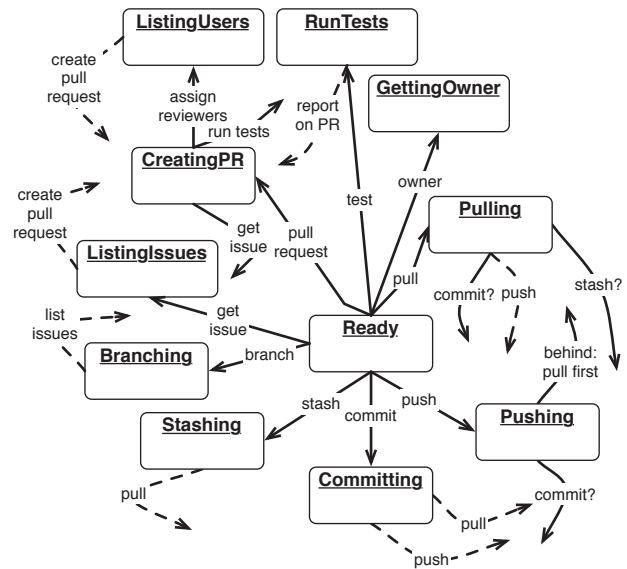 ListingUsers
RunTests
create
pull
request
GettingOwner
assign
reviewers
report
on PR
run tests
CreatingPR
owner
test
create
pull
request
Pulling
get
issue
pull
request
ListingIssues
pull
commit?
push
stash?
list
issues
get
issue
Ready
behind:
pull first
Branching
branch
stash
commit
push
Stashing
Pushing
Committing
pull
commit?
pull
push